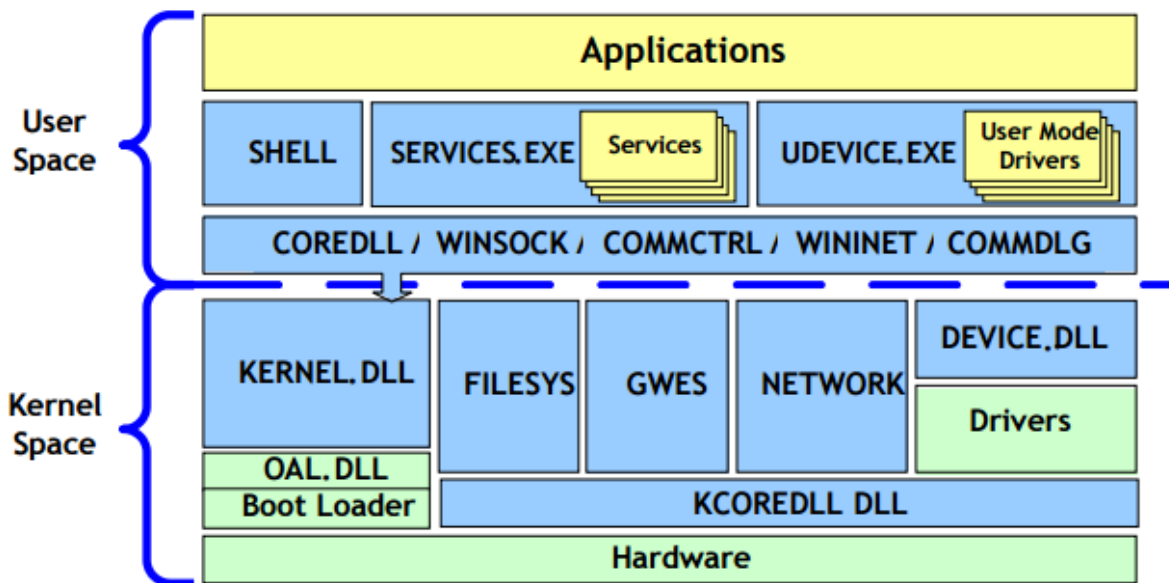 Applications
User
Space
SHELL
SERVICES.EXE
Services
UDEVICE.EXE
User Mode
Drivers
COREDLL / WINSOCK / COMMCTRL / WININET / COMMDLG
Kernel
Space
KERNEL.DLL
FILESYS
GWES
NETWORK
DEVICE.DLL
Drivers
OAL.DLL
Boot Loader
KCOREDLL DLL
Hardware